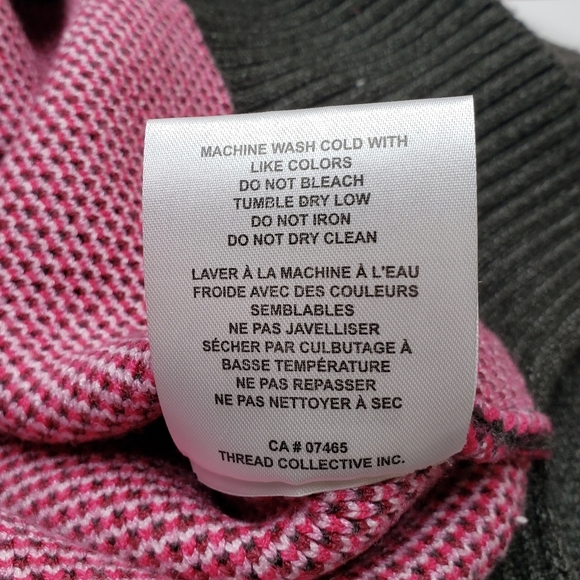 MACHINE WASH COLD WITH
LIKE COLORS
DO NOT BLEACH
TUMBLE DRY LOW
DO NOT IRON
DO NOT DRY CLEAN
LAVER À LA MACHINE À L'EAU
FROIDE AVEC DES COULEURS
SEMBLABLES
NE PAS JAVELLISER
SÉCHER PAR CULBUTAGE À
BASSE TEMPÉRATURE
NE PAS REPASSER
NE PAS NETTOYER À SEC
CA # 07465
THREAD COLLECTIVE INC.